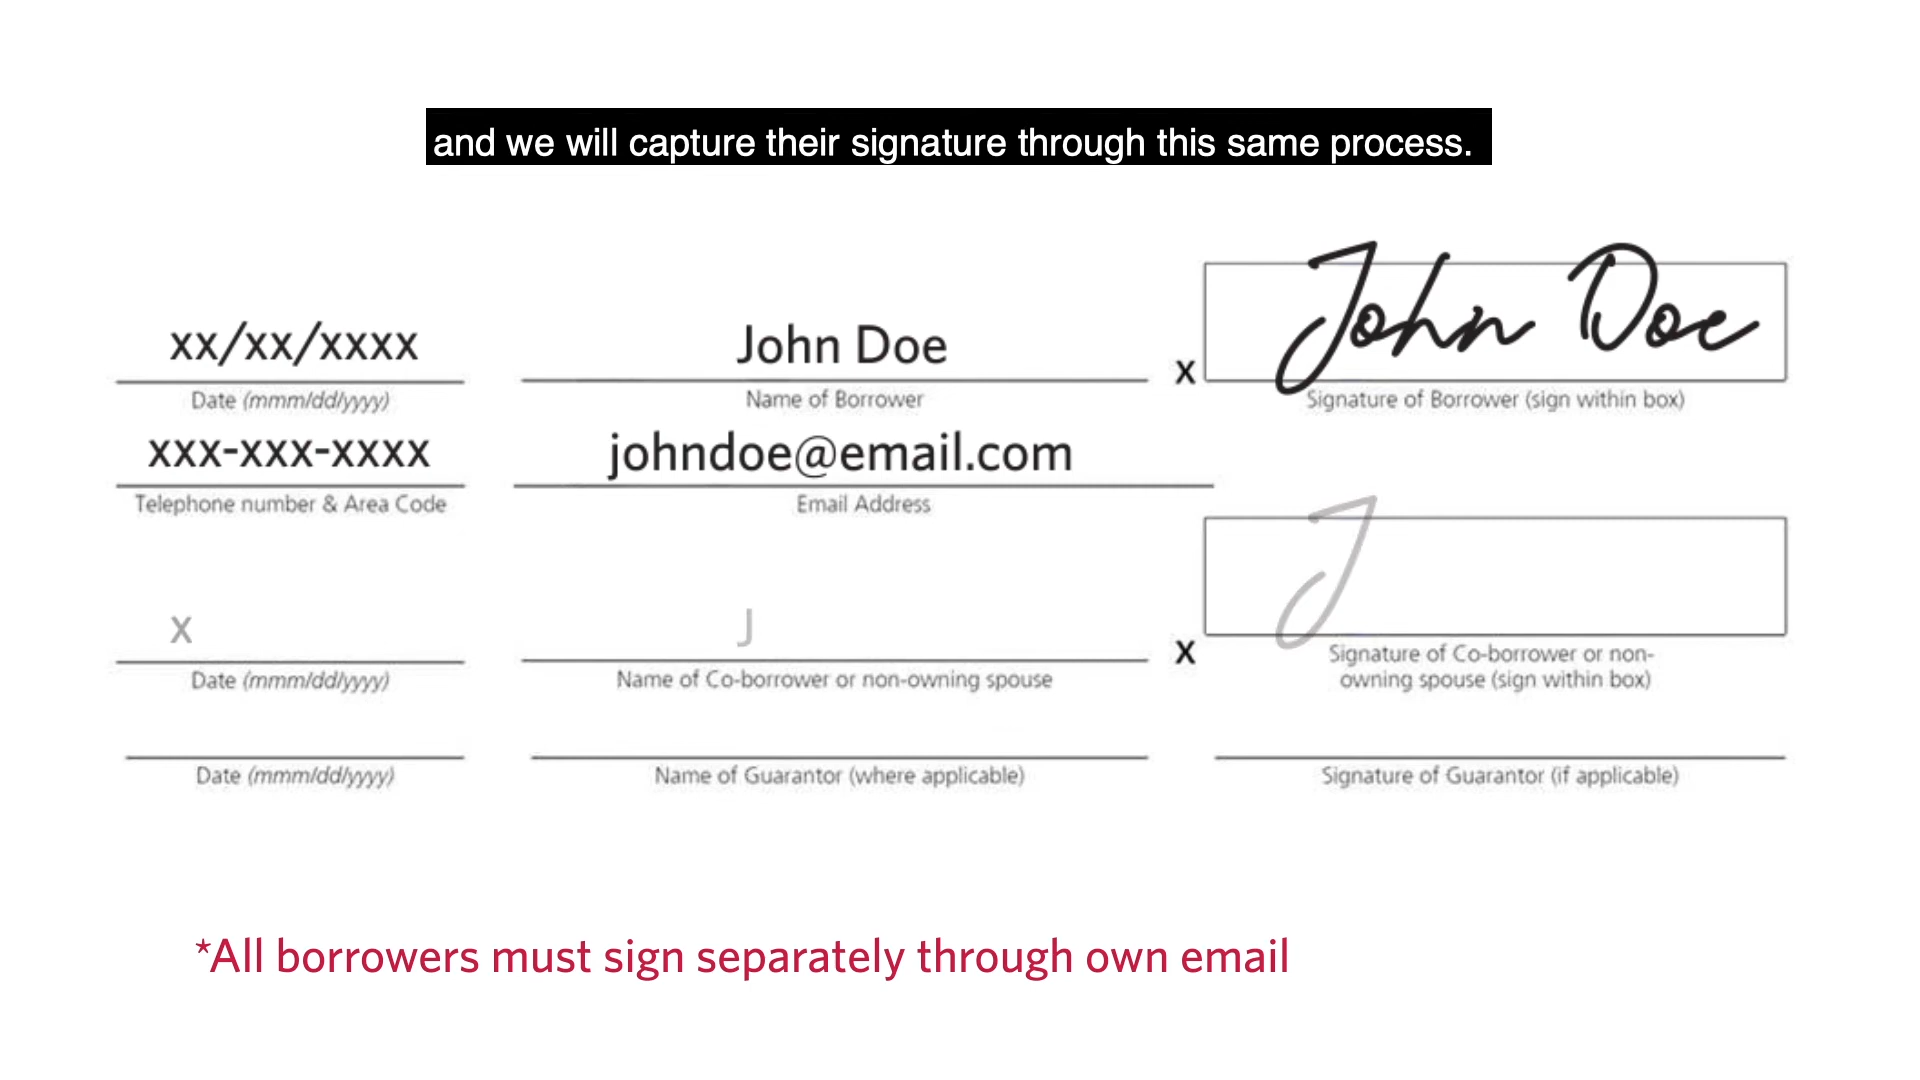 and we will capture their signature through this same process.
xx/xx/xxxx John Doe x John Doe
Date (mmm/dd/yyyy) Name of Borrower Signature of Borrower (sign within box)
xxx-xxx-xxxx johndoe@email.com
Telephone number & Area Code Email Address
x J x J
Date (mmm/dd/yyyy) Name of Co-borrower or non-owning spouse Signature of Co-borrower or non-
owning spouse (sign within box)
Date (mmm/dd/yyyy) Name of Guarantor (where applicable) Signature of Guarantor (if applicable)
*All borrowers must sign separately through own email